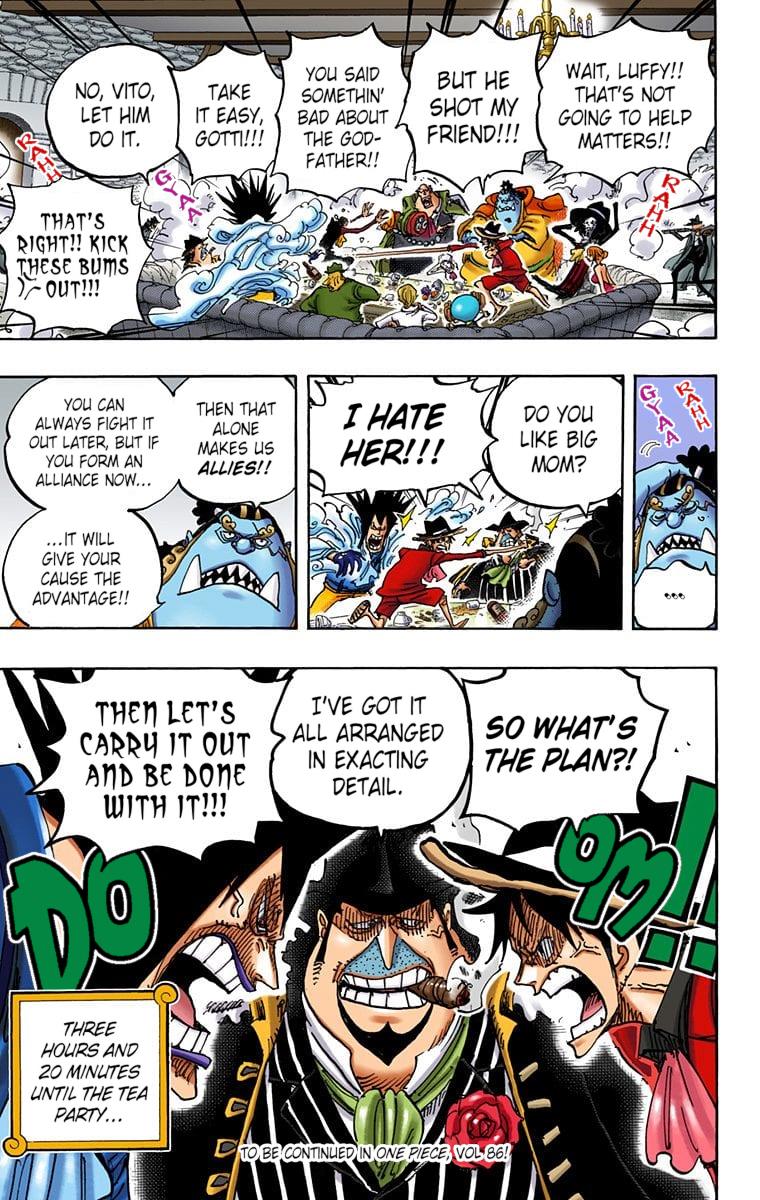 WAIT, LUFFY!!
THAT'S NOT
GOING TO HELP
MATTERS!!
BUT HE
SHOT MY
FRIEND!!!
YOU SAID
SOMETHIN'
BAD ABOUT
THE GOD-
FATHER!!
TAKE
IT EASY,
GOTTI!!!
NO, VITO,
LET HIM
DO IT.
RAHH
GYAA
RAHH
THAT'S
RIGHT!! KICK
THESE BUMS
OUT!!!
RAHH
GYAA
...
DO YOU
LIKE BIG
MOM?
I HATE
HER!!!
THEN THAT
ALONE
MAKES US
ALLIES!!
YOU CAN
ALWAYS FIGHT IT
OUT LATER, BUT IF
YOU FORM AN
ALLIANCE NOW...
...IT WILL
GIVE YOUR
CAUSE THE
ADVANTAGE!!
SO WHAT'S
THE PLAN?!
I'VE GOT IT
ALL ARRANGED
IN EXACTING
DETAIL.
THEN LET'S
CARRY IT OUT
AND BE DONE
WITH IT!!!
DOOM!!
THREE
HOURS AND
20 MINUTES
UNTIL THE TEA
PARTY...
TO BE CONTINUED IN ONE PIECE, VOL 86!